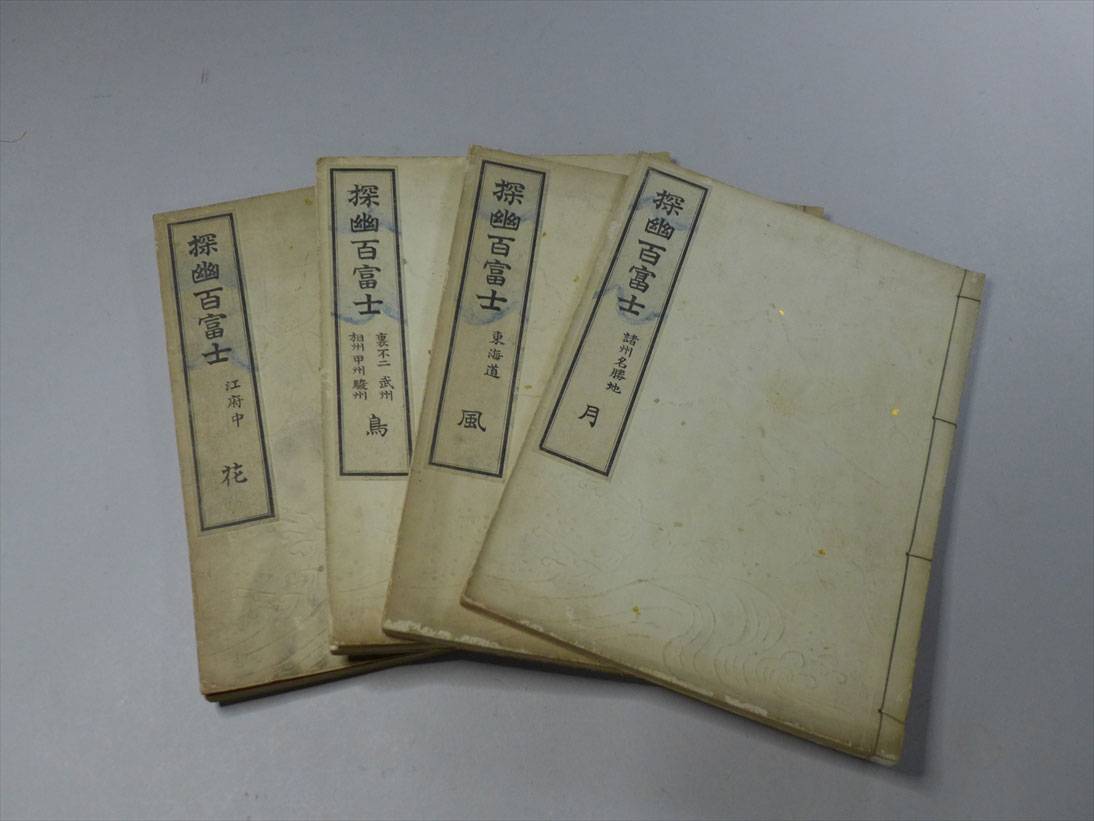 探幽百富士
江府中
花
探幽百富士
裏不二 武州
相州 甲州 駿州
鳥
探幽百富士
東海道
風
探幽百富士
諸州名勝地
月